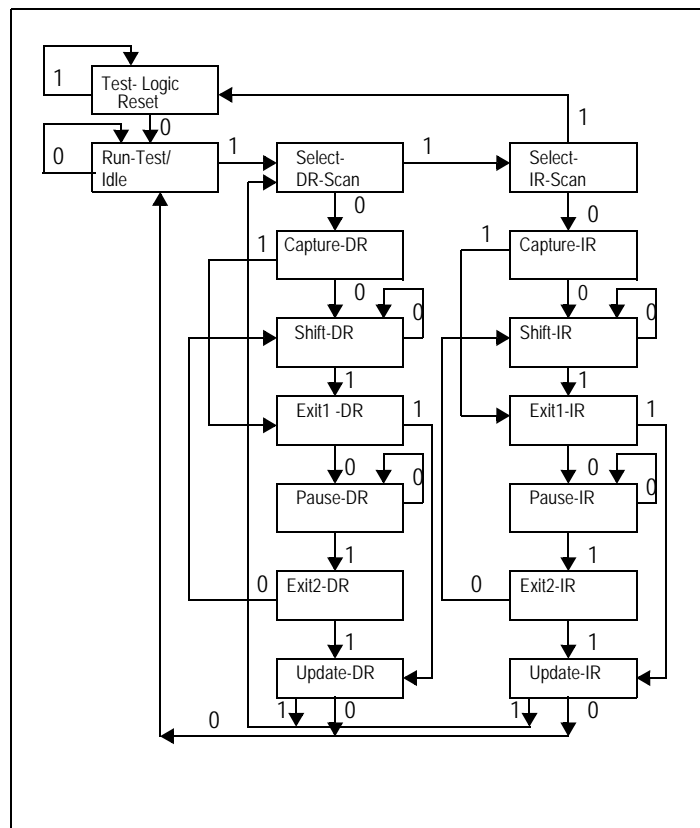 1
Test- Logic
Reset
1
0
0
Run-Test/
Idle
1
Select-
DR-Scan
1
Select-
IR-Scan
0
0
1
Capture-DR
1
Capture-IR
0
0
Shift-DR
0
Shift-IR
0
1
1
Exit1 -DR
1
Exit1-IR
1
0
0
Pause-DR
0
Pause-IR
0
1
1
0
Exit2-DR
0
Exit2-IR
1
1
Update-DR
Update-IR
1
0
1
0
0